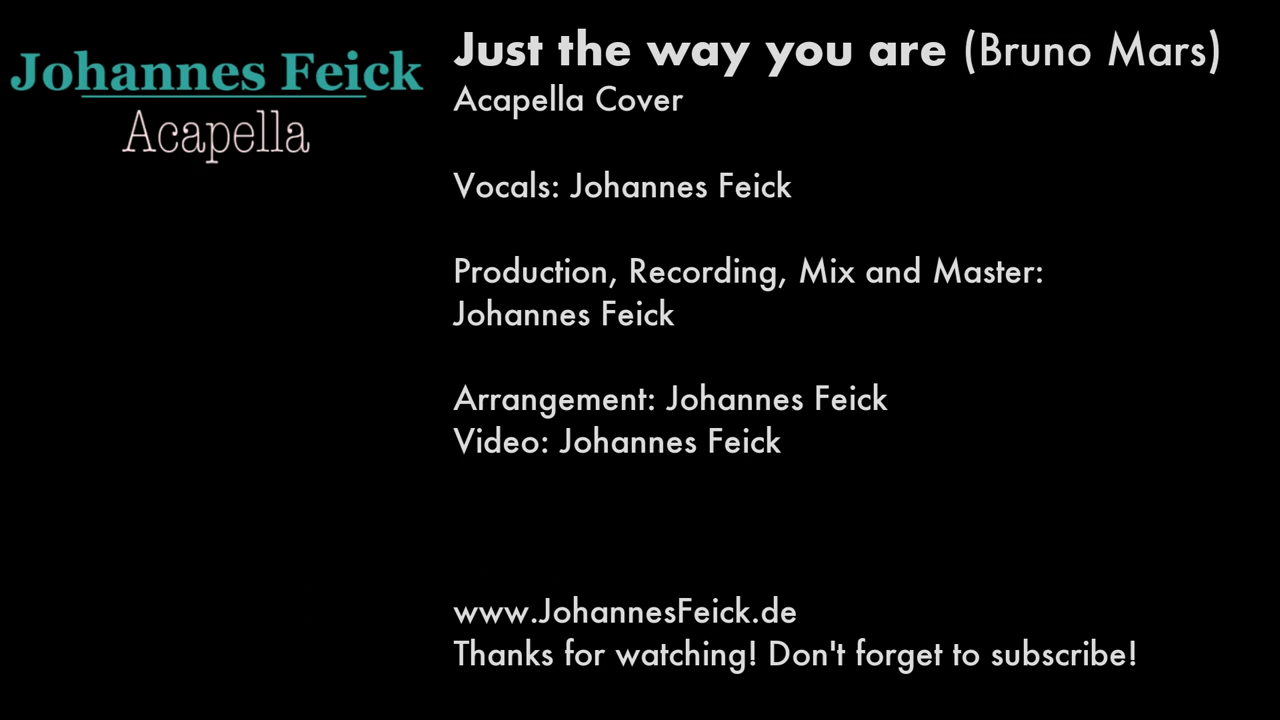 Johannes Feick
Acapella
Just the way you are (Bruno Mars)
Acapella Cover
Vocals: Johannes Feick
Production, Recording, Mix and Master:
Johannes Feick
Arrangement: Johannes Feick
Video: Johannes Feick
www.JohannesFeick.de
Thanks for watching! Don't forget to subscribe!